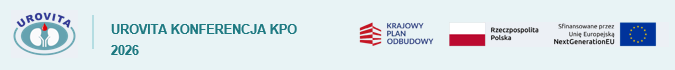 UROVITA
UROVITA KONFERENCJA KPO
2026
KRAJOWY
PLAN
ODBUDOWY
Rzeczpospolita
Polska
Sfinansowane przez
Unię Europejską
NextGenerationEU